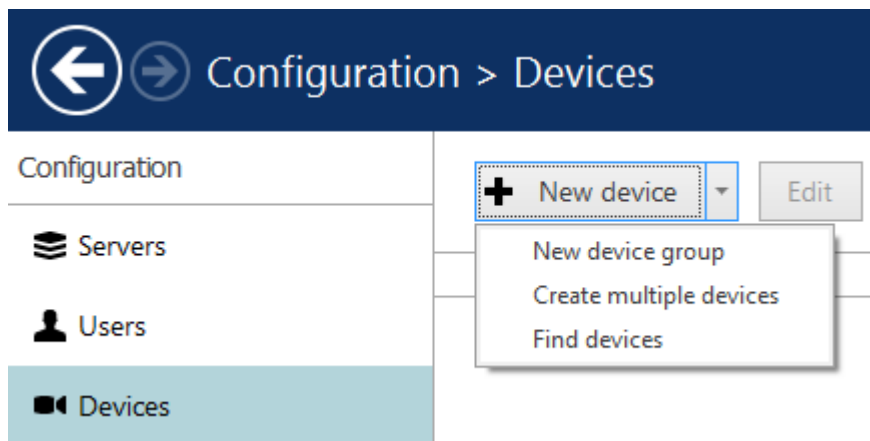 Configuration > Devices
Configuration
New device
Edit
Servers
New device group
Create multiple devices
Users
Find devices
Devices